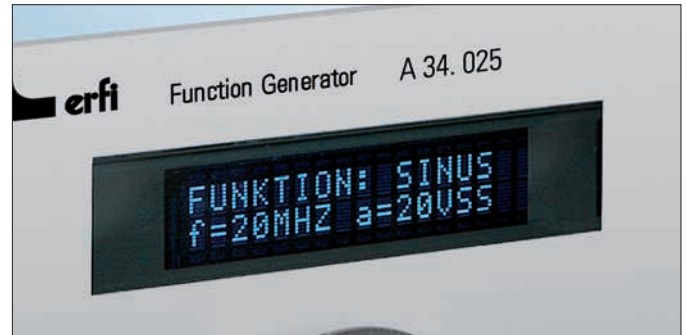 erfi Function Generator A 34. 025
FUNKTION: SINUS
f=20MHZ a=20VSS